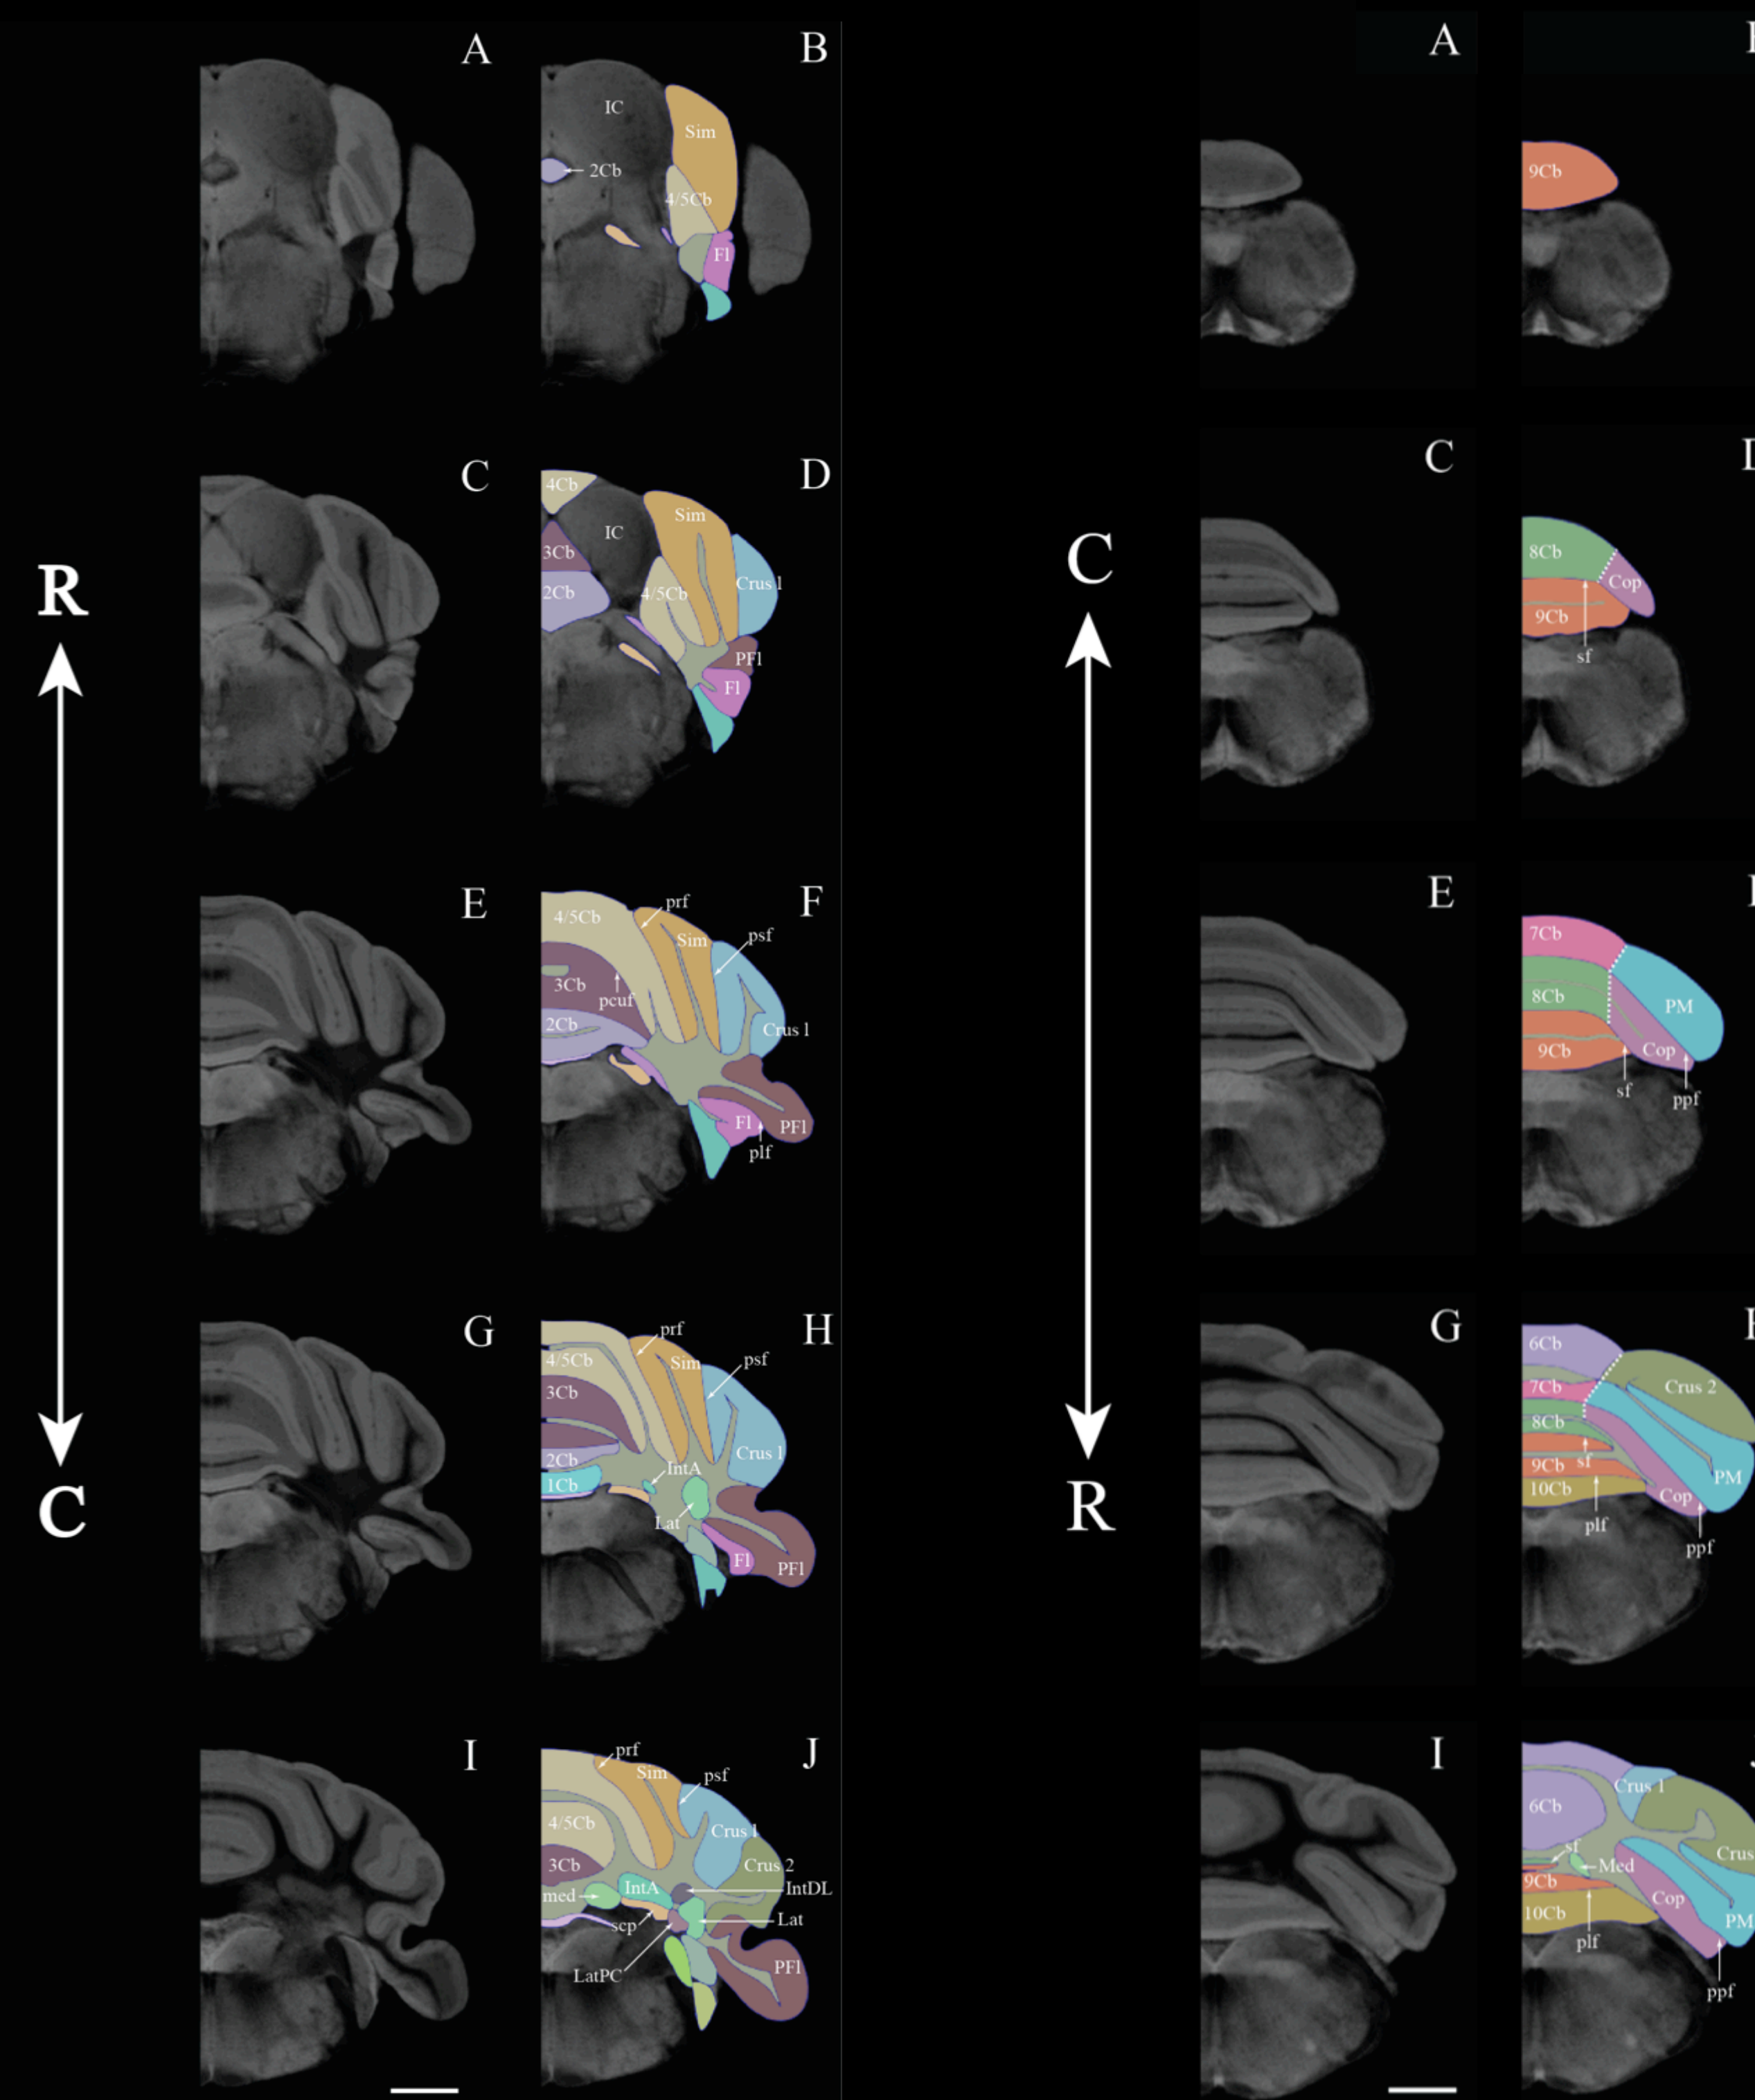 A
B
IC
Sim
2Cb
4/5Cb
Fl
C
D
4Cb
IC
Sim
3Cb
2Cb
4/5Cb
Crus 1
PFl
Fl
R
E
F
4/5Cb
prf
Sim
psf
3Cb
pcuf
2Cb
Crus 1
Fl
PFl
plf
G
H
prf
4/5Cb
Sim
psf
3Cb
2Cb
Crus 1
IntA
1Cb
Lat
Fl
PFl
C
I
J
prf
Sim
psf
4/5Cb
Crus 1
3Cb
Crus 2
med
IntA
IntDL
scp
Lat
LatPC
PFl
A
9Cb
C
8Cb
Cop
9Cb
sf
C
E
7Cb
8Cb
PM
9Cb
Cop
sf
ppf
G
6Cb
7Cb
Crus 2
8Cb
sf
9Cb
PM
10Cb
Cop
plf
ppf
R
I
Crus 1
6Cb
sf
Crus
Med
9Cb
Cop
10Cb
PM
plf
ppf